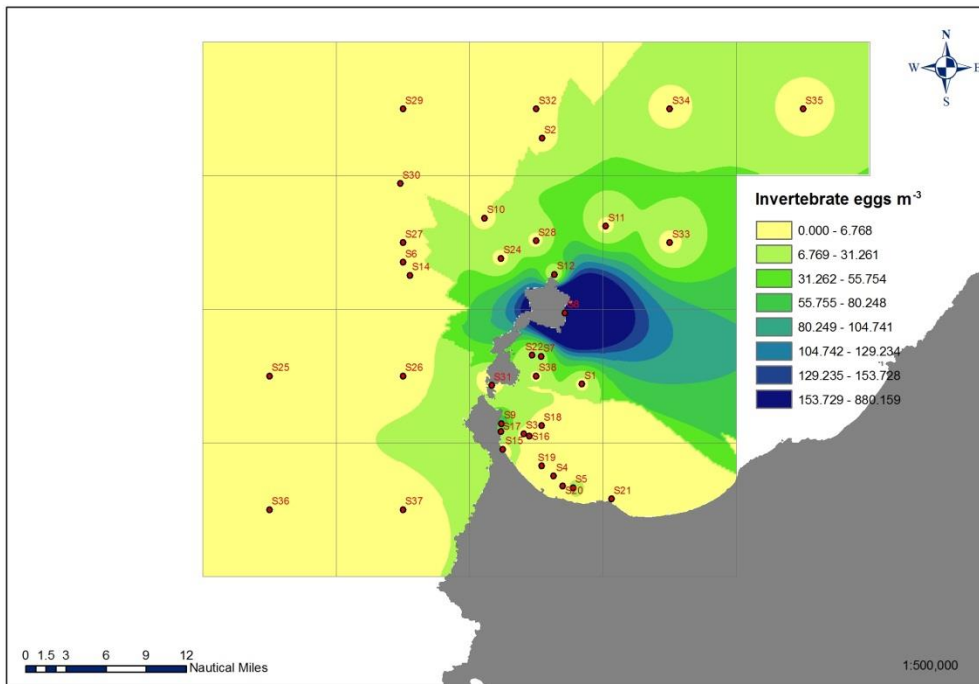 N
W E
S
S29
S32
S34
S35
S2
S30
S10
S11
S27
S28
S33
S6
S24
S14
S12
S8
S22
S7
S25
S26
S38
S31
S1
S9
S18
S17
S3
S16
S15
S19
S4
S5
S20
S21
S36
S37
Invertebrate eggs m-3
0.000 - 6.768
6.769 - 31.261
31.262 - 55.754
55.755 - 80.248
80.249 - 104.741
104.742 - 129.234
129.235 - 153.728
153.729 - 880.159
0 1.5 3 6 9 12
Nautical Miles
1:500,000